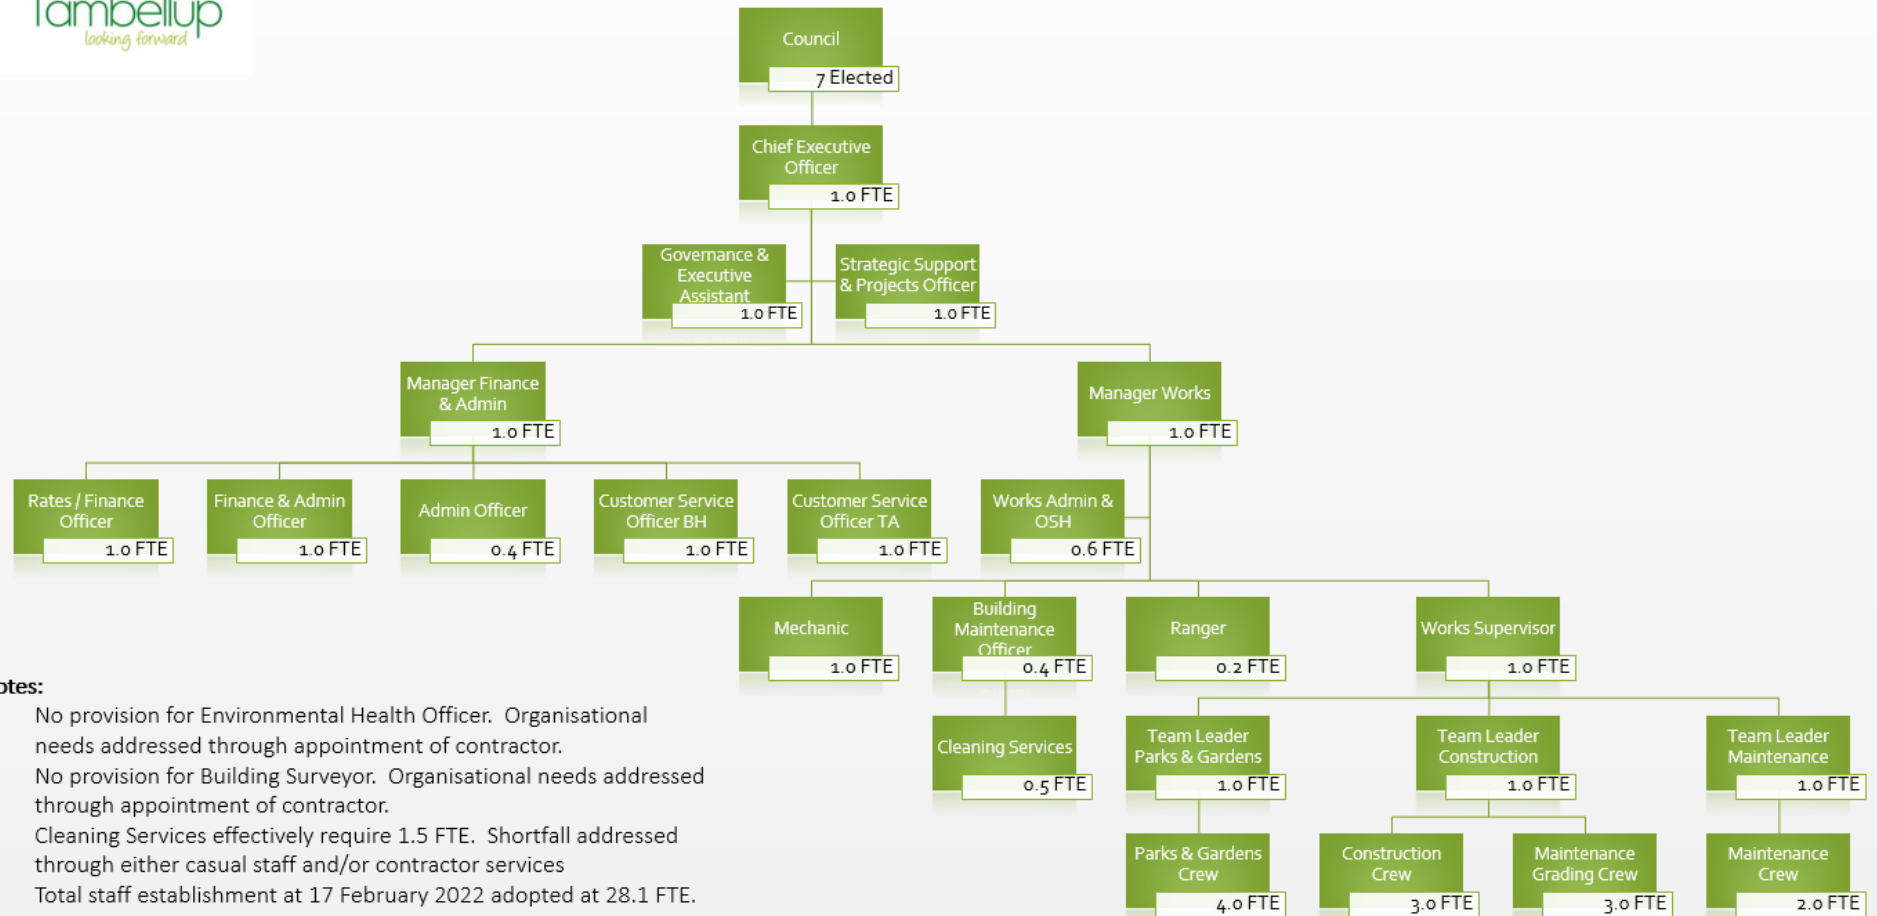 Tambellup
looking forward
Council
7 Elected
Chief Executive
Officer
1.0 FTE
Governance &
Executive
Assistant
1.0 FTE
Strategic Support
& Projects Officer
1.0 FTE
Manager Finance
& Admin
1.0 FTE
Manager Works
1.0 FTE
Rates / Finance
Officer
1.0 FTE
Finance & Admin
Officer
1.0 FTE
Admin Officer
0.4 FTE
Customer Service
Officer BH
1.0 FTE
Customer Service
Officer TA
1.0 FTE
Works Admin &
OSH
0.6 FTE
Mechanic
1.0 FTE
Building
Maintenance
Officer
0.4 FTE
Ranger
0.2 FTE
Works Supervisor
1.0 FTE
Cleaning Services
0.5 FTE
Team Leader
Parks & Gardens
1.0 FTE
Team Leader
Construction
1.0 FTE
Team Leader
Maintenance
1.0 FTE
Parks & Gardens
Crew
4.0 FTE
Construction
Crew
3.0 FTE
Maintenance
Grading Crew
3.0 FTE
Maintenance
Crew
2.0 FTE
otes:
No provision for Environmental Health Officer. Organisational
needs addressed through appointment of contractor.
No provision for Building Surveyor. Organisational needs addressed
through appointment of contractor.
Cleaning Services effectively require 1.5 FTE. Shortfall addressed
through either casual staff and/or contractor services
Total staff establishment at 17 February 2022 adopted at 28.1 FTE.